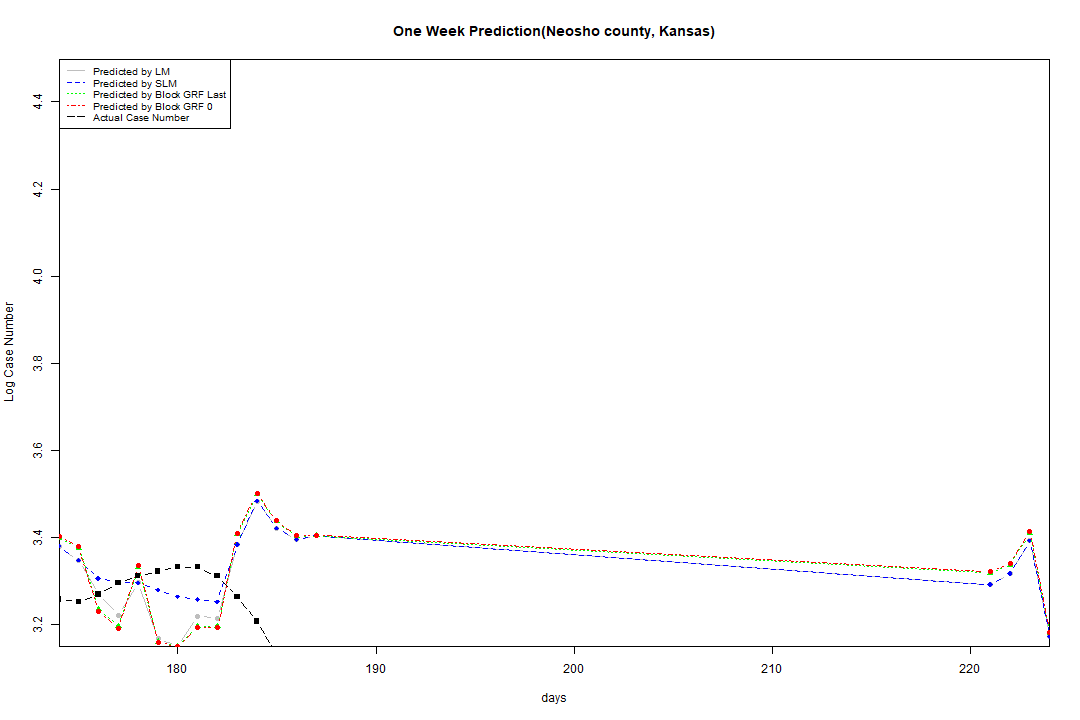 One Week Prediction(Neosho county, Kansas)
Predicted by LM
Predicted by SLM
Predicted by Block GRF Last
Predicted by Block GRF 0
Actual Case Number
4.4
4.2
4.0
3.8
3.6
3.4
3.2
Log Case Number
180 190 200 210 220
days